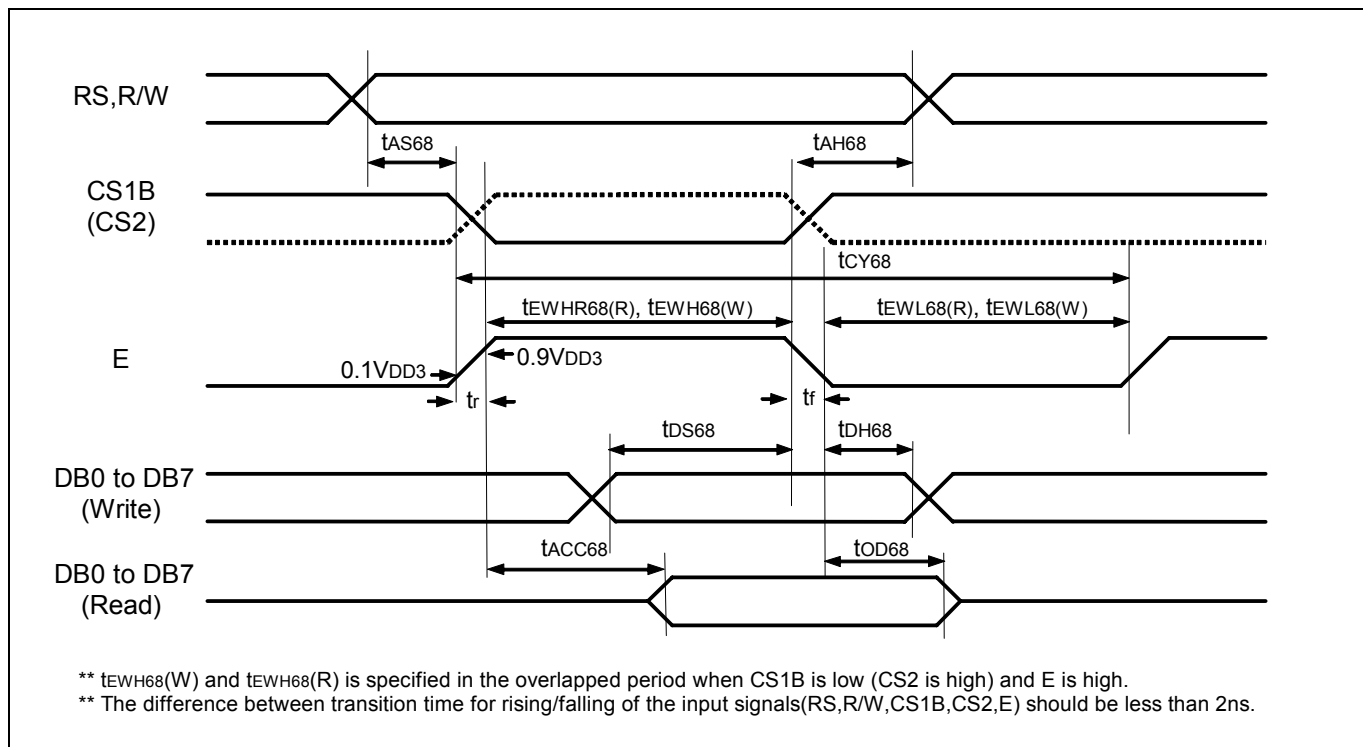 RS,R/W
tAS68
tAH68
CS1B
(CS2)
tCY68
tEWHR68(R), tEWH68(W)
tEWL68(R), tEWL68(W)
E
0.1VDD3
0.9VDD3
tr
tf
tDS68
tDH68
DB0 to DB7
(Write)
tACC68
tOD68
DB0 to DB7
(Read)
** tEWH68(W) and tEWH68(R) is specified in the overlapped period when CS1B is low (CS2 is high) and E is high.
** The difference between transition time for rising/falling of the input signals(RS,R/W,CS1B,CS2,E) should be less than 2ns.